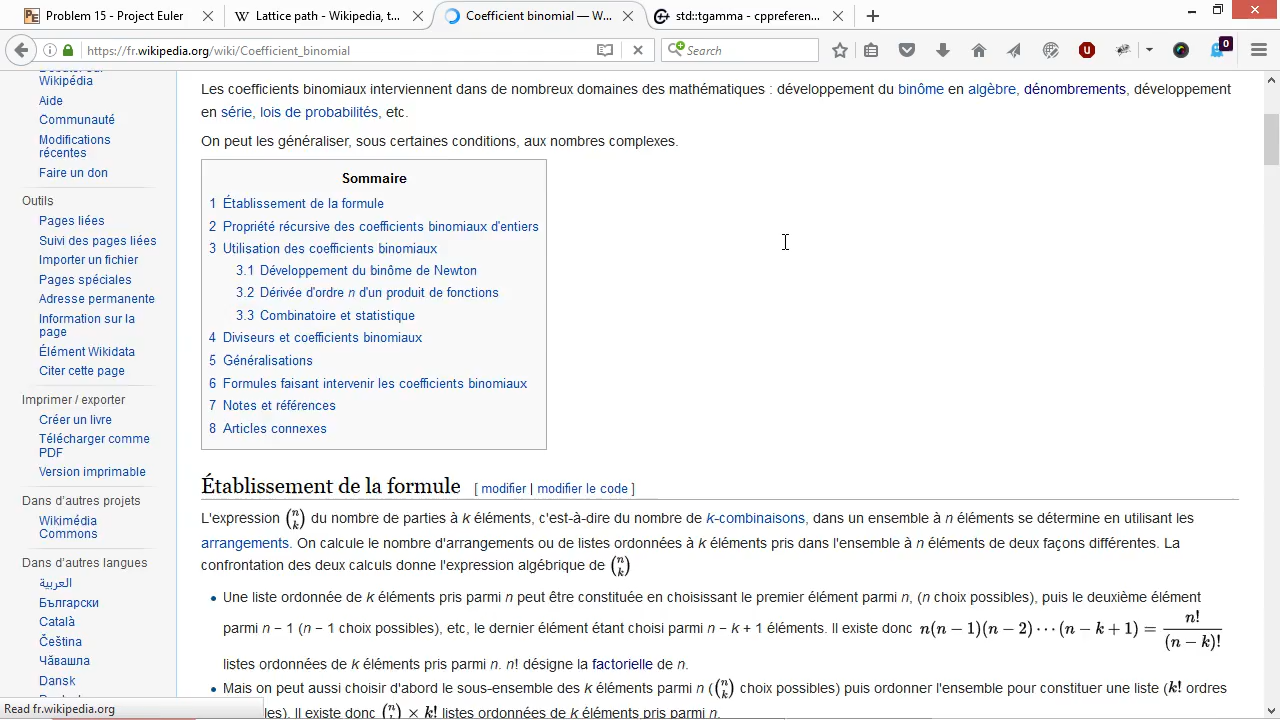 Problem 15 - Project Euler
Lattice path - Wikipedia, t...
Coefficient binomial — W...
std::tgamma - cppreferen...
https://fr.wikipedia.org/wiki/Coefficient_binomial
Search
0
Wikipédia
Aide
Communauté
Modifications
récentes
Faire un don
Outils
Pages liées
Suivi des pages liées
Importer un fichier
Pages spéciales
Adresse permanente
Information sur la
page
Élément Wikidata
Citer cette page
Imprimer / exporter
Créer un livre
Télécharger comme
PDF
Version imprimable
Dans d'autres projets
Wikimédia
Commons
Dans d'autres langues
العربية
Български
Català
Čeština
Чӑвашла
Dansk
Read fr.wikipedia.org
Les coefficients binomiaux interviennent dans de nombreux domaines des mathématiques : développement du binôme en algèbre, dénombrements, développement
en série, lois de probabilités, etc.
On peut les généraliser, sous certaines conditions, aux nombres complexes.
Sommaire
1 Établissement de la formule
2 Propriété récursive des coefficients binomiaux d'entiers
3 Utilisation des coefficients binomiaux
3.1 Développement du binôme de Newton
3.2 Dérivée d'ordre n d'un produit de fonctions
3.3 Combinatoire et statistique
4 Diviseurs et coefficients binomiaux
5 Généralisations
6 Formules faisant intervenir les coefficients binomiaux
7 Notes et références
8 Articles connexes
Établissement de la formule [ modifier | modifier le code ]
L'expression (n k) du nombre de parties à k éléments, c'est-à-dire du nombre de k-combinaisons, dans un ensemble à n éléments se détermine en utilisant les
arrangements. On calcule le nombre d'arrangements ou de listes ordonnées à k éléments pris dans l'ensemble à n éléments de deux façons différentes. La
confrontation des deux calculs donne l'expression algébrique de (n k)
• Une liste ordonnée de k éléments pris parmi n peut être constituée en choisissant le premier élément parmi n, (n choix possibles), puis le deuxième élément
parmi n − 1 (n − 1 choix possibles), etc, le dernier élément étant choisi parmi n − k + 1 éléments. Il existe donc n(n − 1)(n − 2) ⋯ (n − k + 1) = n! / (n − k)!
listes ordonnées de k éléments pris parmi n. n! désigne la factorielle de n.
• Mais on peut aussi choisir d'abord le sous-ensemble des k éléments parmi n ((n k) choix possibles) puis ordonner l'ensemble pour constituer une liste (k! ordres
Il existe donc (n k) × k! listes ordonnées de k éléments pris parmi n.